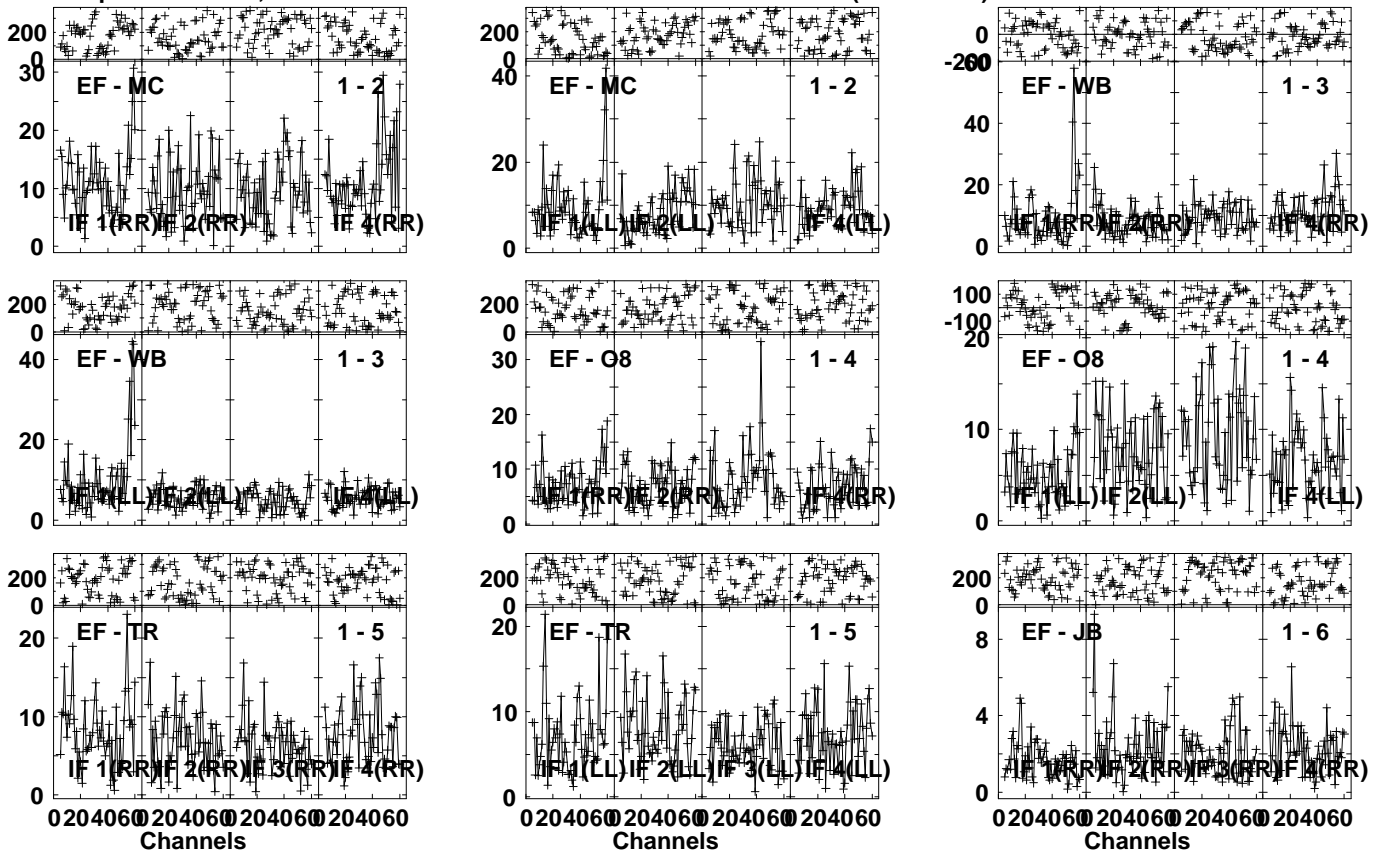 200 200 0
0 0 -200
30 40 60
EF - MC 1 - 2 EF - MC 1 - 2 EF - WB 1 - 3
20 20 40
10 20
0 0 0
IF 1(RR) IF 2(RR) IF 4(RR) IF 1(LL) IF 2(LL) IF 4(LL) IF 1(RR) IF 2(RR) IF 4(RR)
200 200 100
0 0 -100
40 30 20
EF - WB 1 - 3 EF - O8 1 - 4 EF - O8 1 - 4
20 20 10
10
0 0 0
IF 1(LL) IF 2(LL) IF 4(LL) IF 1(RR) IF 2(RR) IF 4(RR) IF 1(LL) IF 2(LL) IF 4(LL)
200 200 200
0 0 0
20 20 8
EF - TR 1 - 5 EF - TR 1 - 5 EF - JB 1 - 6
10 15 4
10
5
0 0 0
IF 1(RR) IF 2(RR) IF 3(RR) IF 4(RR) IF 1(LL) IF 2(LL) IF 3(LL) IF 4(LL) IF 1(RR) IF 2(RR) IF 3(RR) IF 4(RR)
0 20 40 60 0 20 40 60 0 20 40 60 0 20 40 60 0 20 40 60 0 20 40 60 0 20 40 60 0 20 40 60 0 20 40 60 0 20 40 60 0 20 40 60 0 20 40 60
Channels Channels Channels